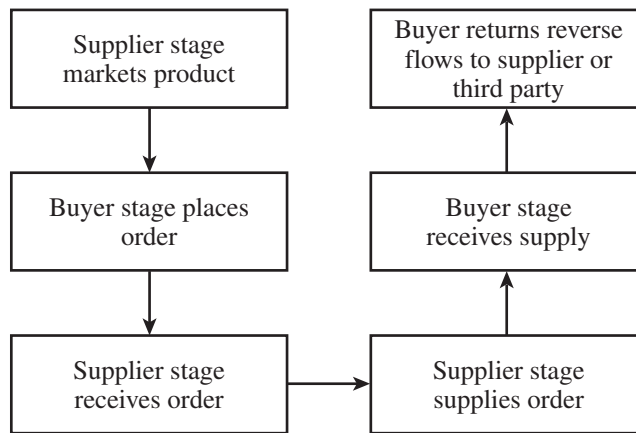 Supplier stage
markets product
Buyer stage places
order
Supplier stage
receives order
Supplier stage
supplies order
Buyer stage
receives supply
Buyer returns reverse
flows to supplier or
third party